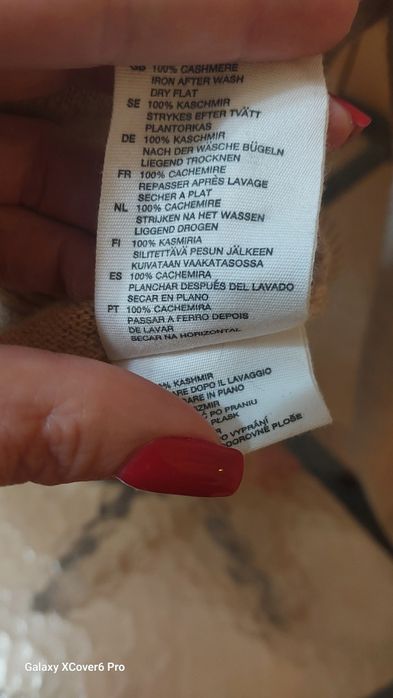 GB 100% CASHMERE
IRON AFTER WASH
DRY FLAT
SE 100% KASCHMIR
STRYKES EFTER TVÄTT
PLANTORKAS
DE 100% KASCHMIR
NACH DER WÄSCHE BÜGELN
LIEGEND TROCKNEN
FR 100% CACHEMIRE
REPASSER APRÈS LAVAGE
SECHER A PLAT
NL 100% CACHEMIRE
STRIJKEN NA HET WASSEN
LIGGEND DROGEN
FI 100% KASMIRIA
SILITETTÄVÄ PESUN JÄLKEEN
KUIVATAAN VAAKATASOSSA
ES 100% CACHEMIRA
PLANCHAR DESPUÉS DEL LAVADO
SECAR EN PLANO
PT 100% CACHEMIRA
PASSAR A FERRO DEPOIS
DE LAVAR
SECAR NA HORIZONTAL
% KASHMIR
DOPO IL LAVAGGIO
IN PIANO
PO PRANIU
VYPRÁNÍ
PLOŠE
Galaxy XCover6 Pro